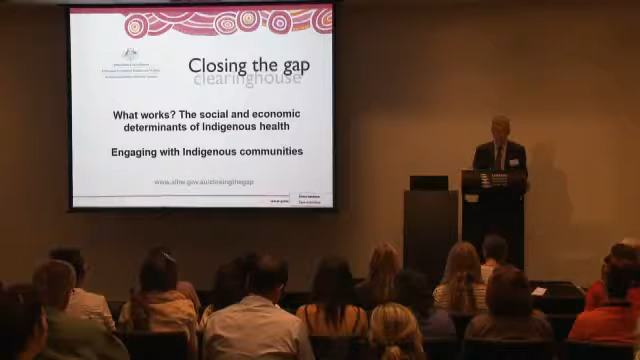 Closing the gap
clearinghouse
What works? The social and economic
determinants of Indigenous health
Engaging with Indigenous communities
www.aihw.gov.au/closingthegap